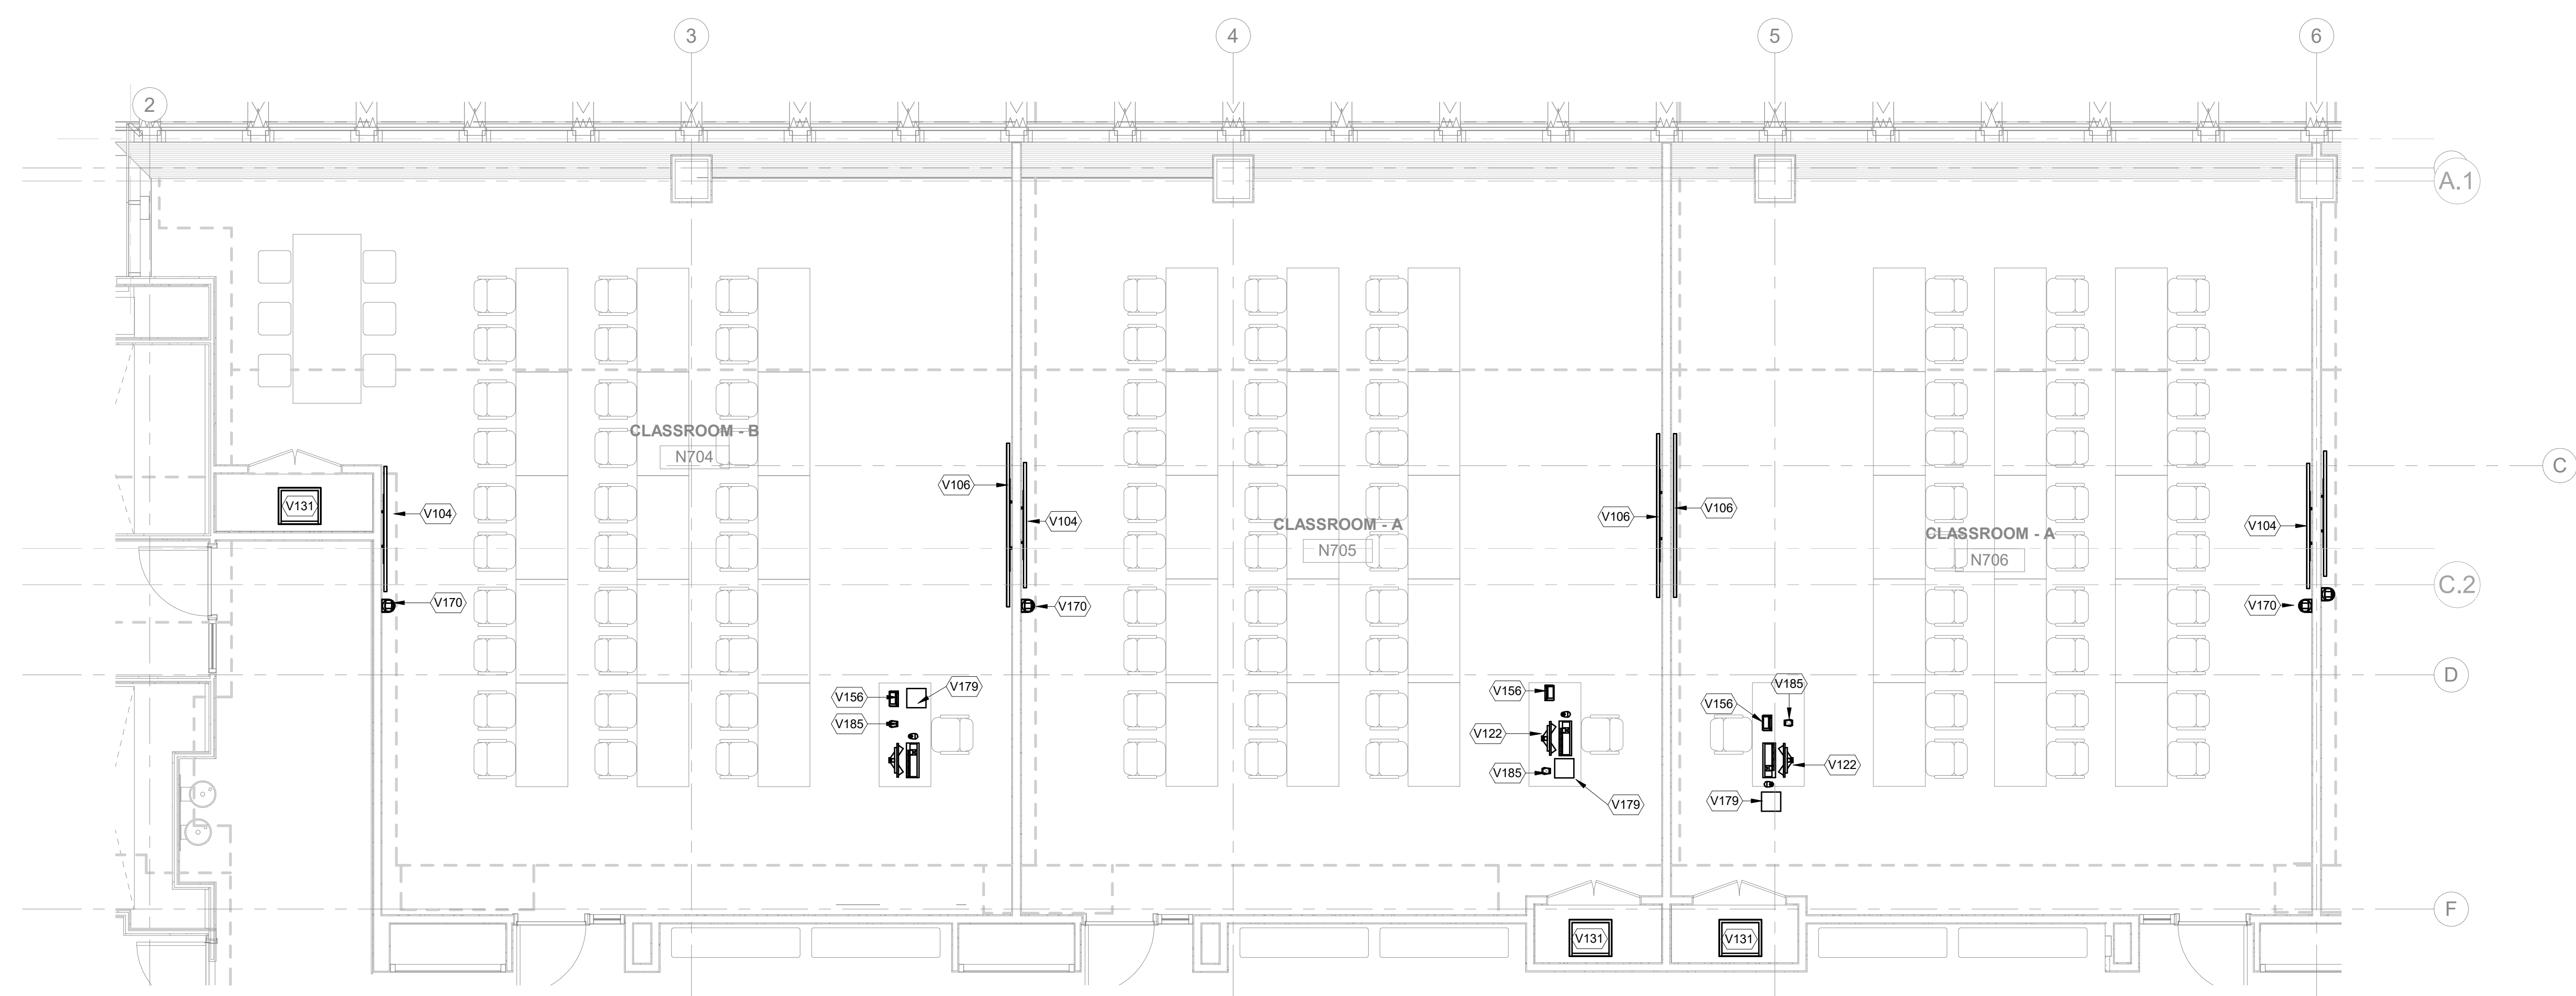 3
4
5
6
2
A.1
CLASSROOM - B
N704
C
V106
V131
V104
V104
V106
V106
V104
CLASSROOM - A
N705
CLASSROOM - A
N706
C.2
V170
V170
V170
D
V156
V179
V185
V156
V122
V185
V179
V185
V156
V122
V179
F
V131
V131